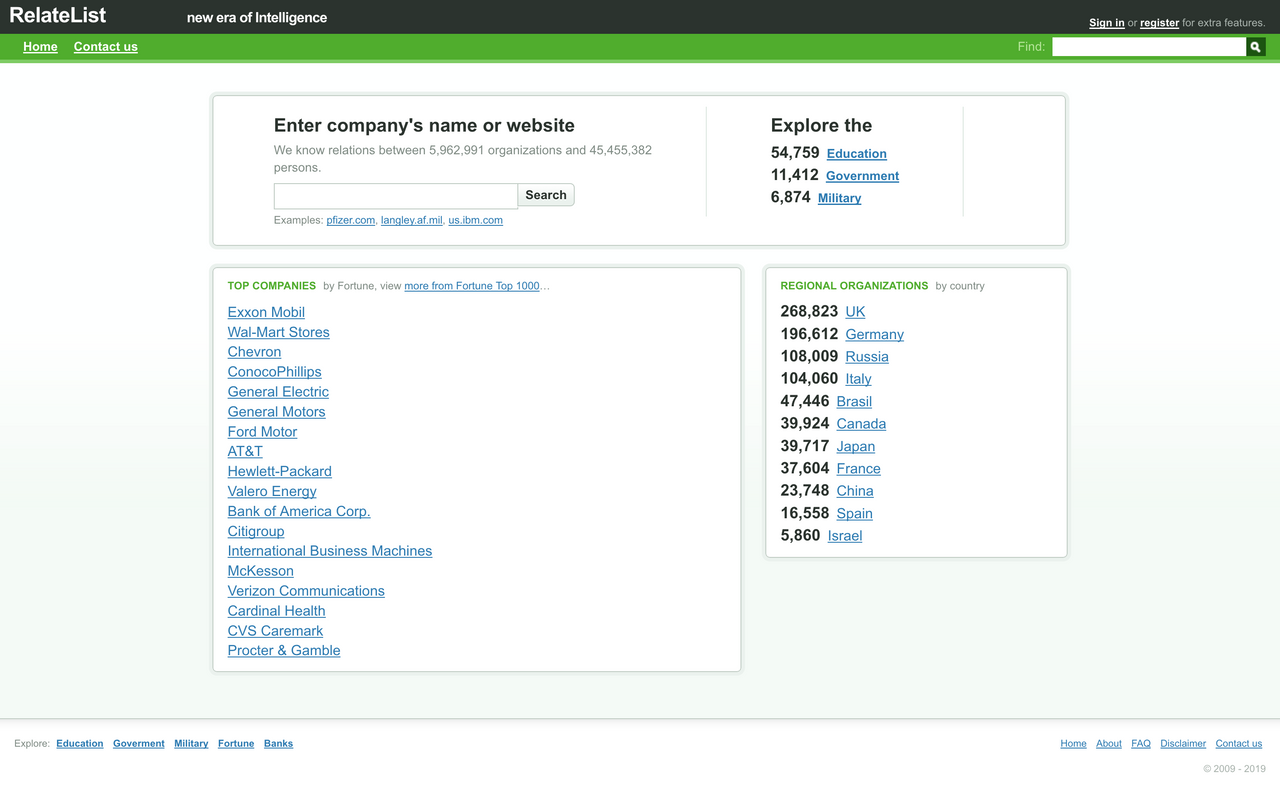 RelateList
new era of Intelligence
Sign in or register for extra features.
Home Contact us
Find:
Enter company's name or website
We know relations between 5,962,991 organizations and 45,455,382
persons.
Search
Examples: pfizer.com, langley.af.mil, us.ibm.com
Explore the
54,759 Education
11,412 Government
6,874 Military
TOP COMPANIES by Fortune, view more from Fortune Top 1000…
Exxon Mobil
Wal-Mart Stores
Chevron
ConocoPhillips
General Electric
General Motors
Ford Motor
AT&T
Hewlett-Packard
Valero Energy
Bank of America Corp.
Citigroup
International Business Machines
McKesson
Verizon Communications
Cardinal Health
CVS Caremark
Procter & Gamble
REGIONAL ORGANIZATIONS by country
268,823 UK
196,612 Germany
108,009 Russia
104,060 Italy
47,446 Brasil
39,924 Canada
39,717 Japan
37,604 France
23,748 China
16,558 Spain
5,860 Israel
Explore: Education Goverment Military Fortune Banks
Home About FAQ Disclaimer Contact us
© 2009 - 2019